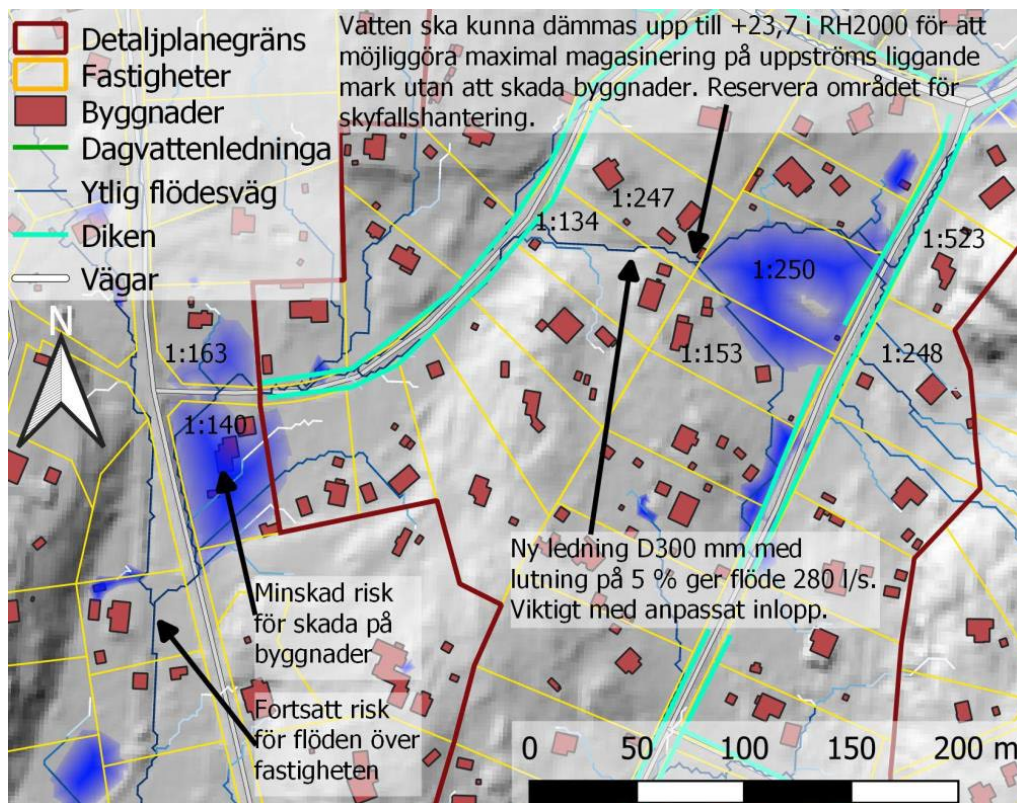 Detaljplanegräns
Fastigheter
Byggnader
Dagvattenledninga
Ytlig flödesväg
Diken
Vägar
N
Vatten ska kunna dämmas upp till +23,7 i RH2000 för att
möjliggöra maximal magasinering på uppströms liggande
mark utan att skada byggnader. Reservera området för
skyfallshantering.
1:247
1:134
1:523
1:250
1:153
1:248
1:163
1:140
Ny ledning D300 mm med
lutning på 5 % ger flöde 280 l/s.
Viktigt med anpassat inlopp.
Minskad risk
för skada på
byggnader
Fortsatt risk
för flöden över
fastigheten
0 50 100 150 200 m